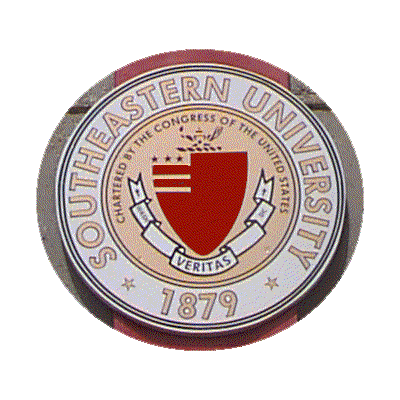 SOUTHEASTERN UNIVERSITY
CHARTERED BY THE CONGRESS OF THE UNITED STATES
VERITAS
1879